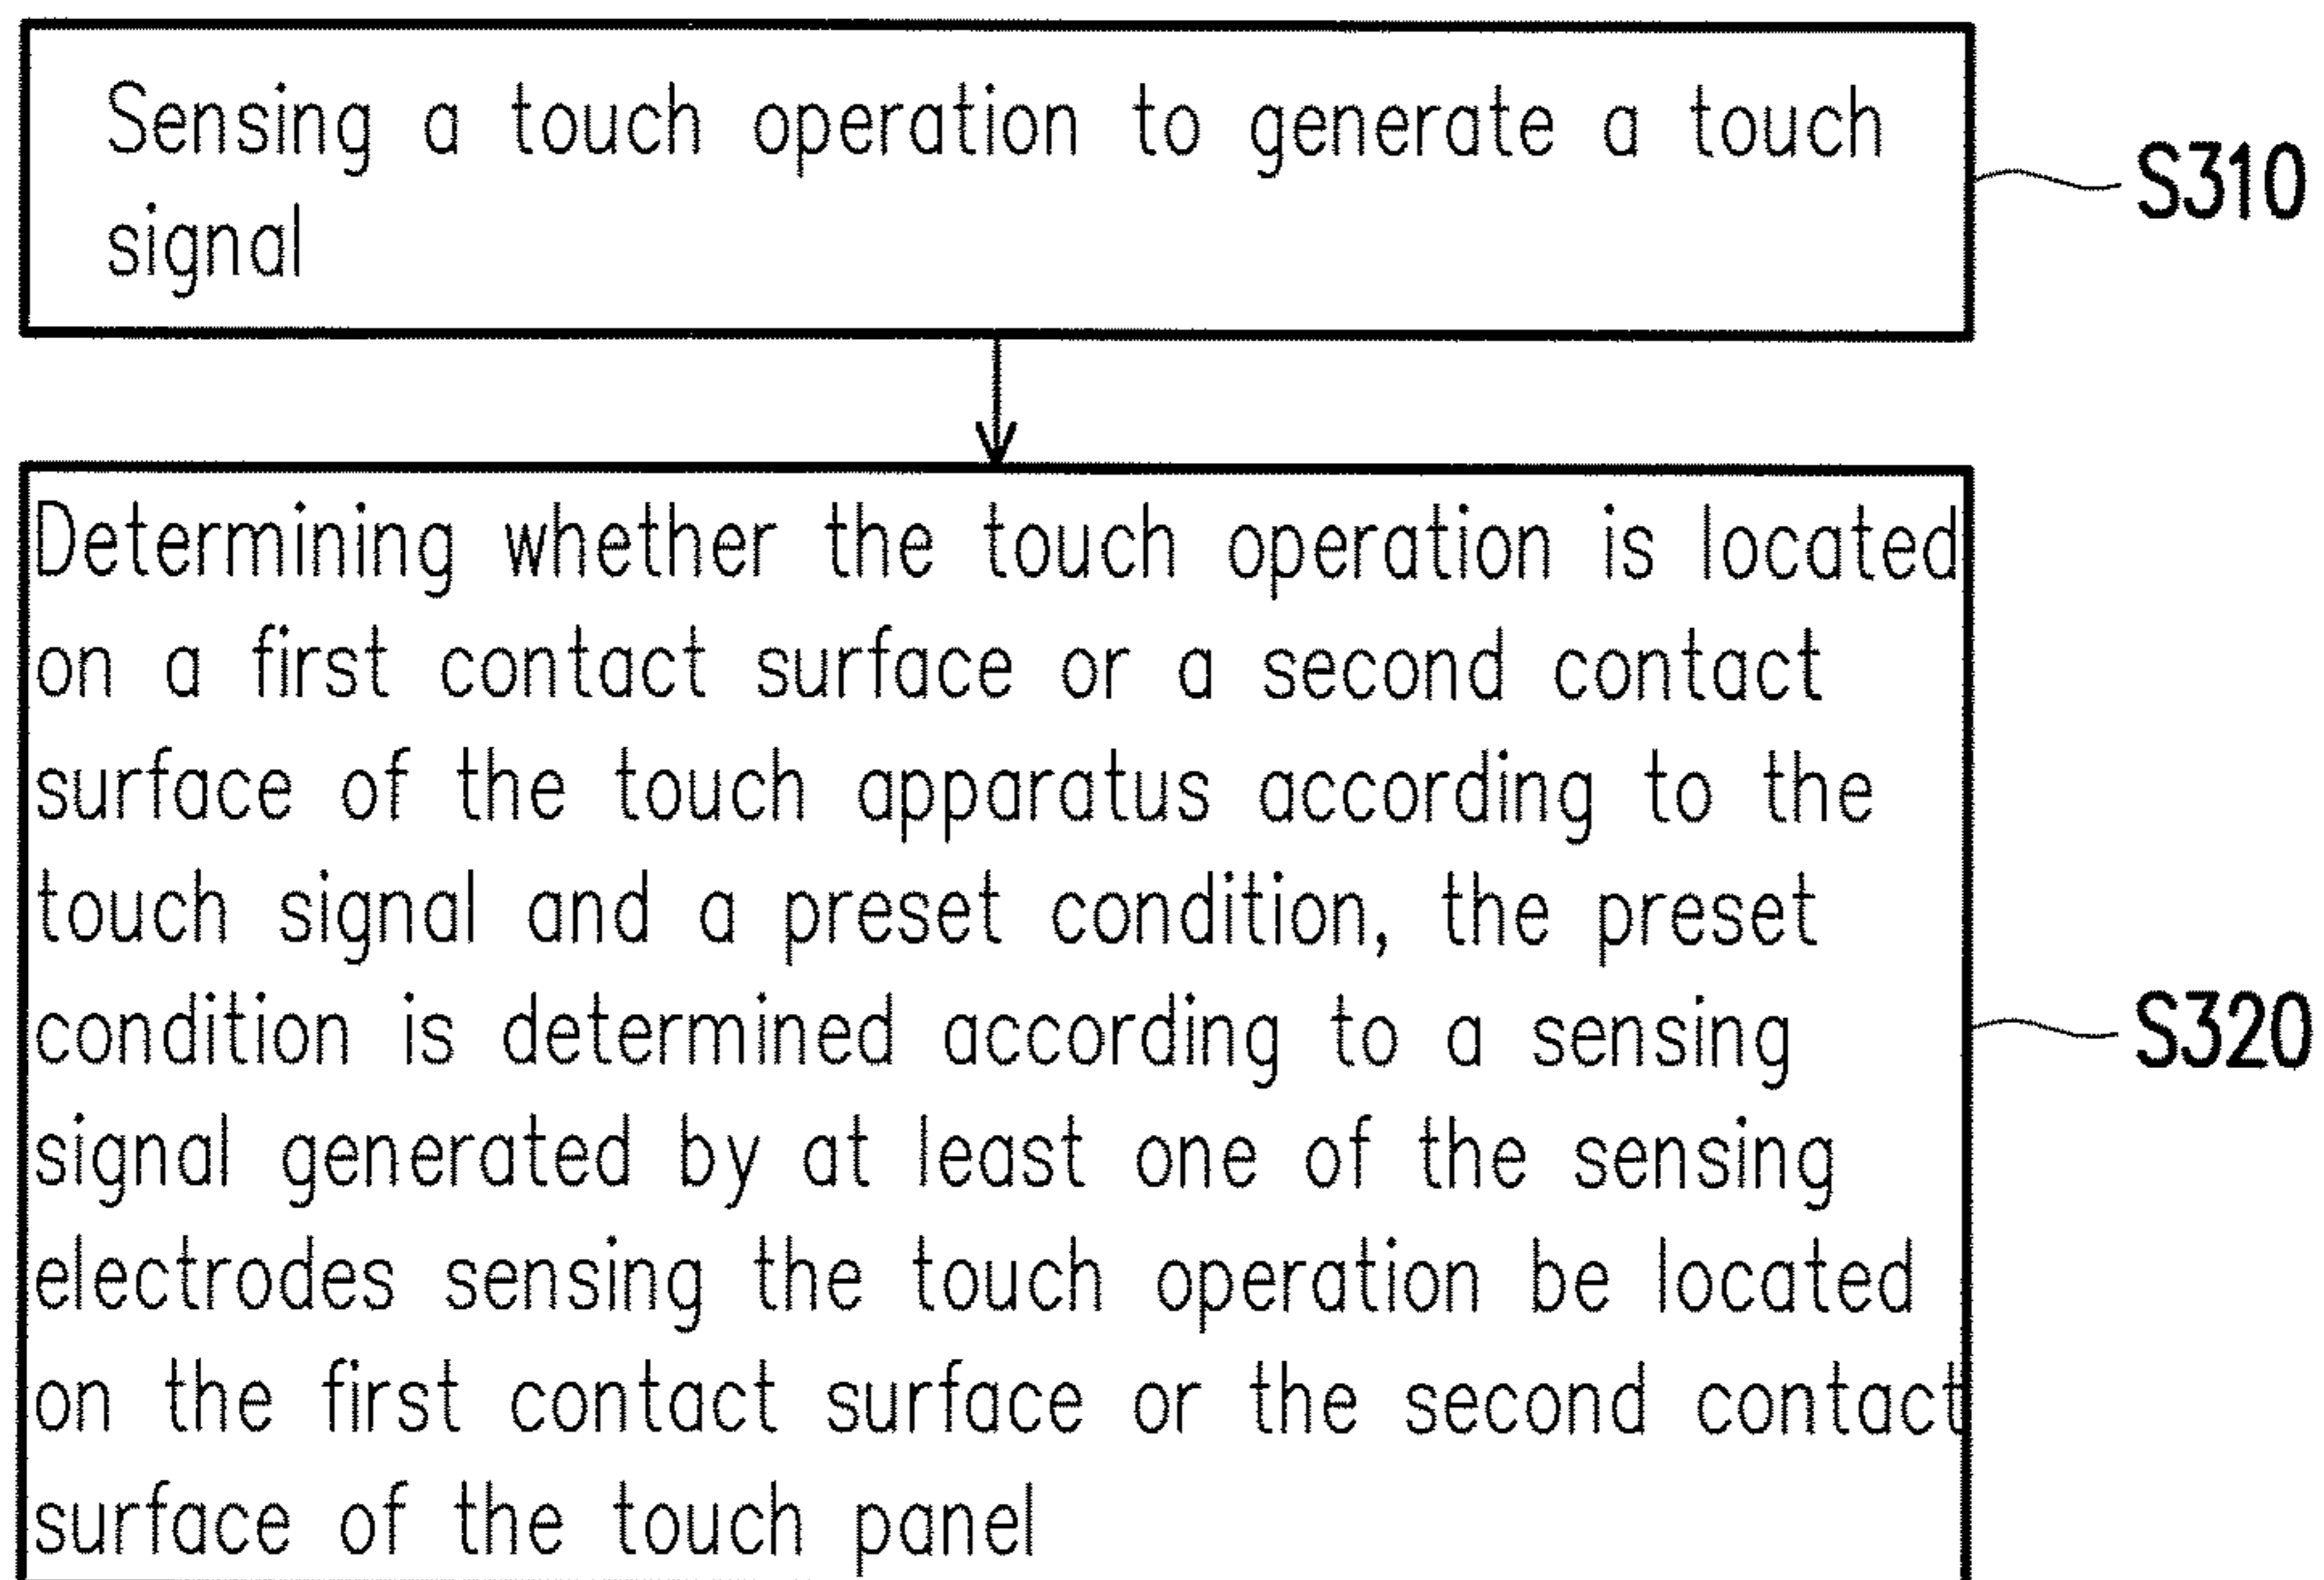 Sensing a touch operation to generate a touch
signal
S310
Determining whether the touch operation is located
on a first contact surface or a second contact
surface of the touch apparatus according to the
touch signal and a preset condition, the preset
condition is determined according to a sensing
signal generated by at least one of the sensing
electrodes sensing the touch operation be located
on the first contact surface or the second contact
surface of the touch panel
S320